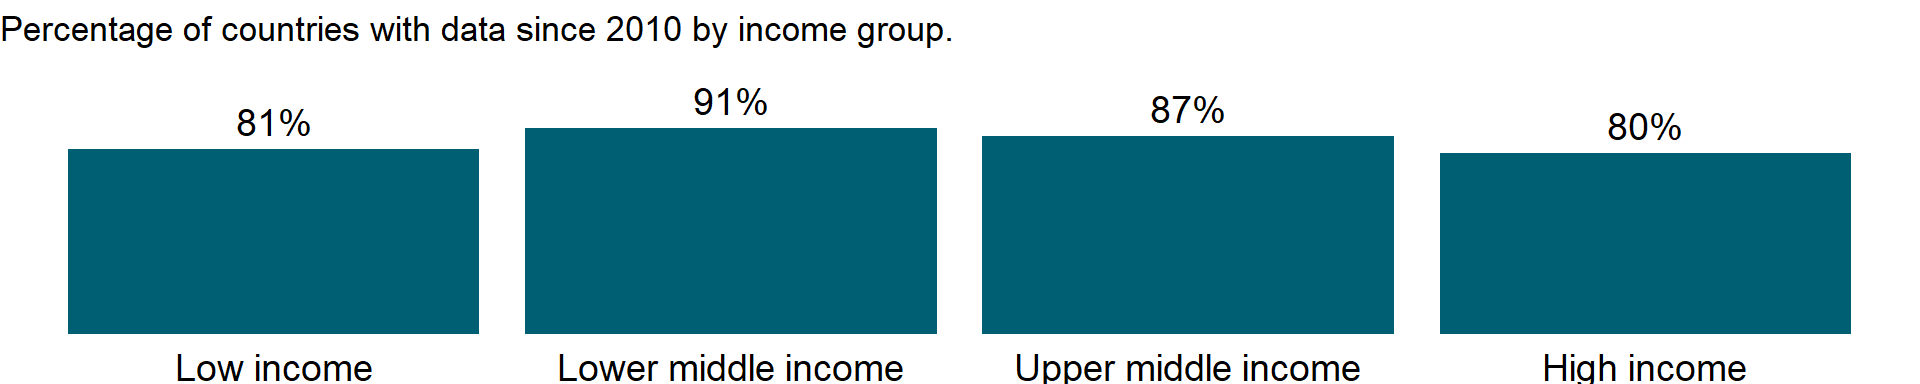 Percentage of countries with data since 2010 by income group.
81%
91%
87%
80%
Low income
Lower middle income
Upper middle income
High income